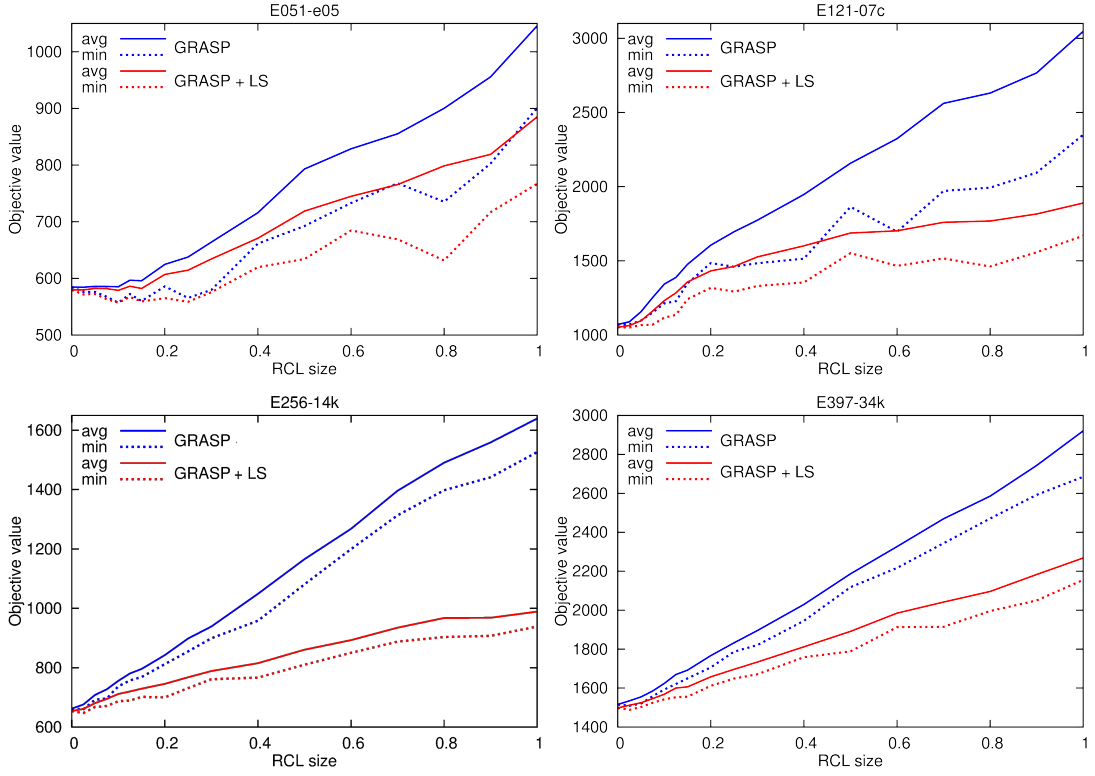 E051-e05
Objective value
1000
900
800
700
600
500
avg
min
GRASP
avg
min
GRASP + LS
0 0.2 0.4 0.6 0.8 1
RCL size
E121-07c
Objective value
3000
2500
2000
1500
1000
avg
min
GRASP
avg
min
GRASP + LS
0 0.2 0.4 0.6 0.8 1
RCL size
E256-14k
Objective value
1600
1400
1200
1000
800
600
avg
min
GRASP
avg
min
GRASP + LS
0 0.2 0.4 0.6 0.8 1
RCL size
E397-34k
Objective value
3000
2800
2600
2400
2200
2000
1800
1600
1400
avg
min
GRASP
avg
min
GRASP + LS
0 0.2 0.4 0.6 0.8 1
RCL size